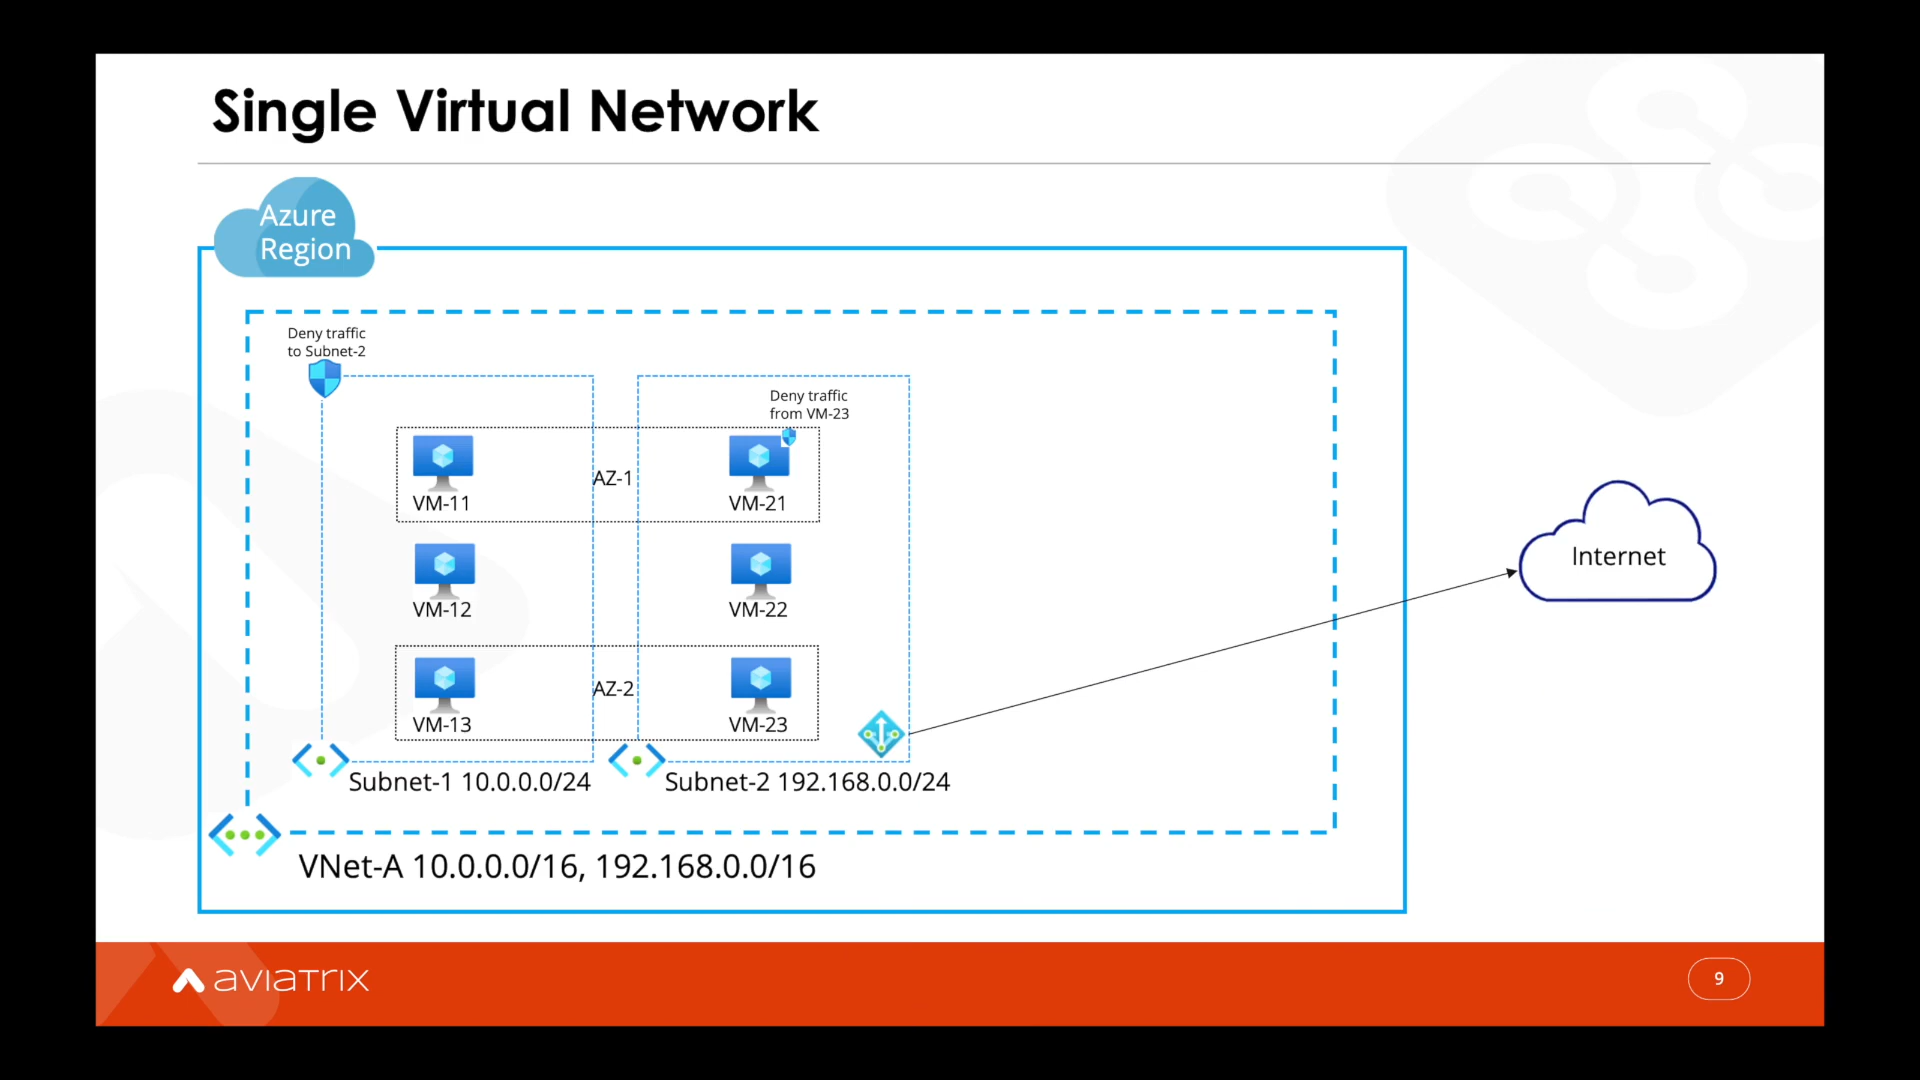 Single Virtual Network
Azure
Region
Deny traffic
to Subnet-2
Deny traffic
from VM-23
VM-11
AZ-1
VM-21
VM-12
VM-22
Internet
VM-13
AZ-2
VM-23
Subnet-1 10.0.0.0/24
Subnet-2 192.168.0.0/24
VNet-A 10.0.0.0/16, 192.168.0.0/16
aviatrix
9